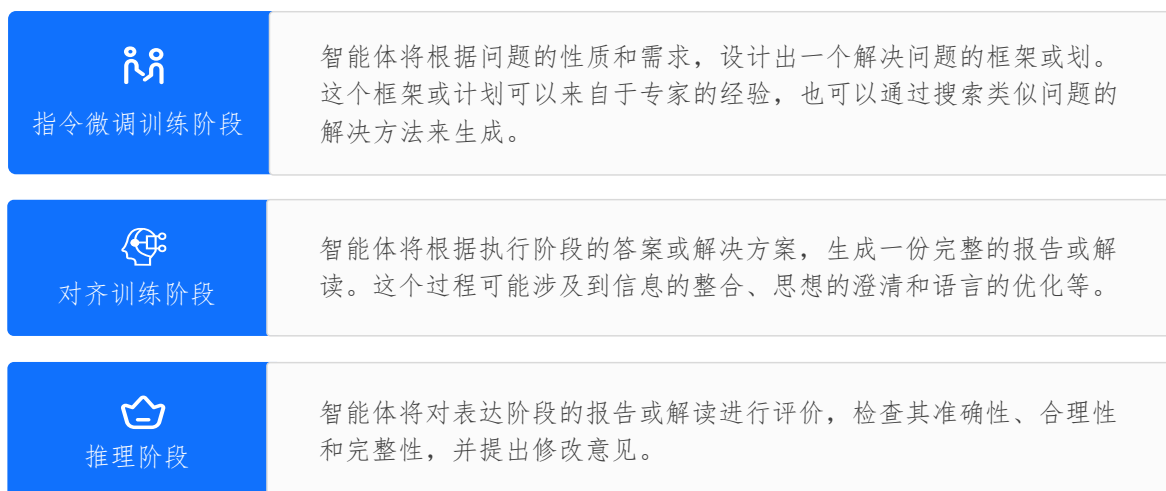 指令微调训练阶段
智能体将根据问题的性质和需求，设计出一个解决问题的框架或划。
这个框架或计划可以来自于专家的经验，也可以通过搜索类似问题的
解决方法来生成。
对齐训练阶段
智能体将根据执行阶段的答案或解决方案，生成一份完整的报告或解
读。这个过程可能涉及到信息的整合、思想的澄清和语言的优化等。
推理阶段
智能体将对表达阶段的报告或解读进行评价，检查其准确性、合理性
和完整性，并提出修改意见。